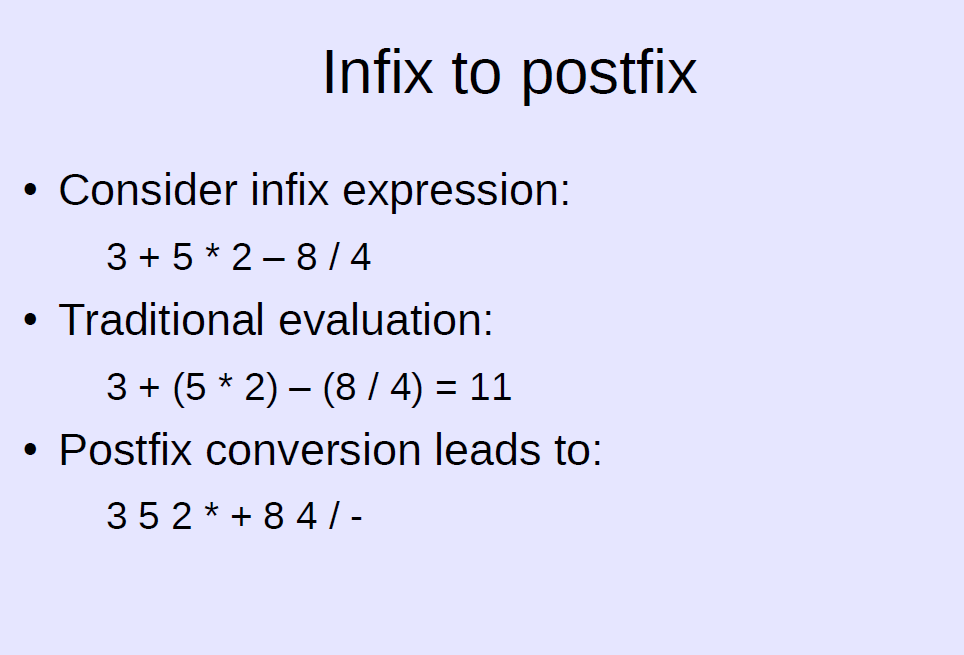 Infix to postfix
• Consider infix expression:
3 + 5 * 2 – 8 / 4
• Traditional evaluation:
3 + (5 * 2) – (8 / 4) = 11
• Postfix conversion leads to:
3 5 2 * + 8 4 / -